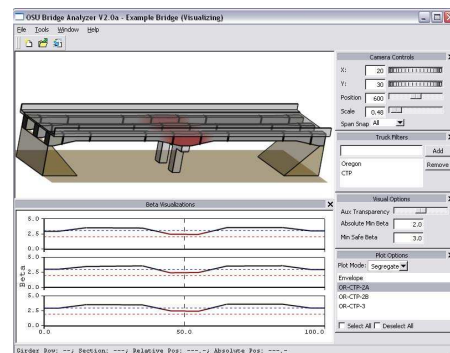 OSU Bridge Analyzer V2.0a - Example Bridge (Visualizing)
File Tools Window Help
Camera Controls
X: 20
Y: 30
Position 600
Scale 0.48
Span Snap All
Truck Filters
Add
Oregon
CTP
Remove
Visual Options
Aux Transparency
Absolute Min Beta 2.0
Min Safe Beta 3.0
Plot Options
Plot Mode: Segregate
Envelope
OR-CTP-2A
OR-CTP-2B
OR-CTP-3
Select All Deselect All
Beta Visualizations
5.0
2.5
0.0
5.0
2.5
0.0
5.0
2.5
0.0
Beta
0.0 50.0 100.0
Girder Row: --; Section: ---; Relative Pos: ---.-; Absolute Pos: ---.-